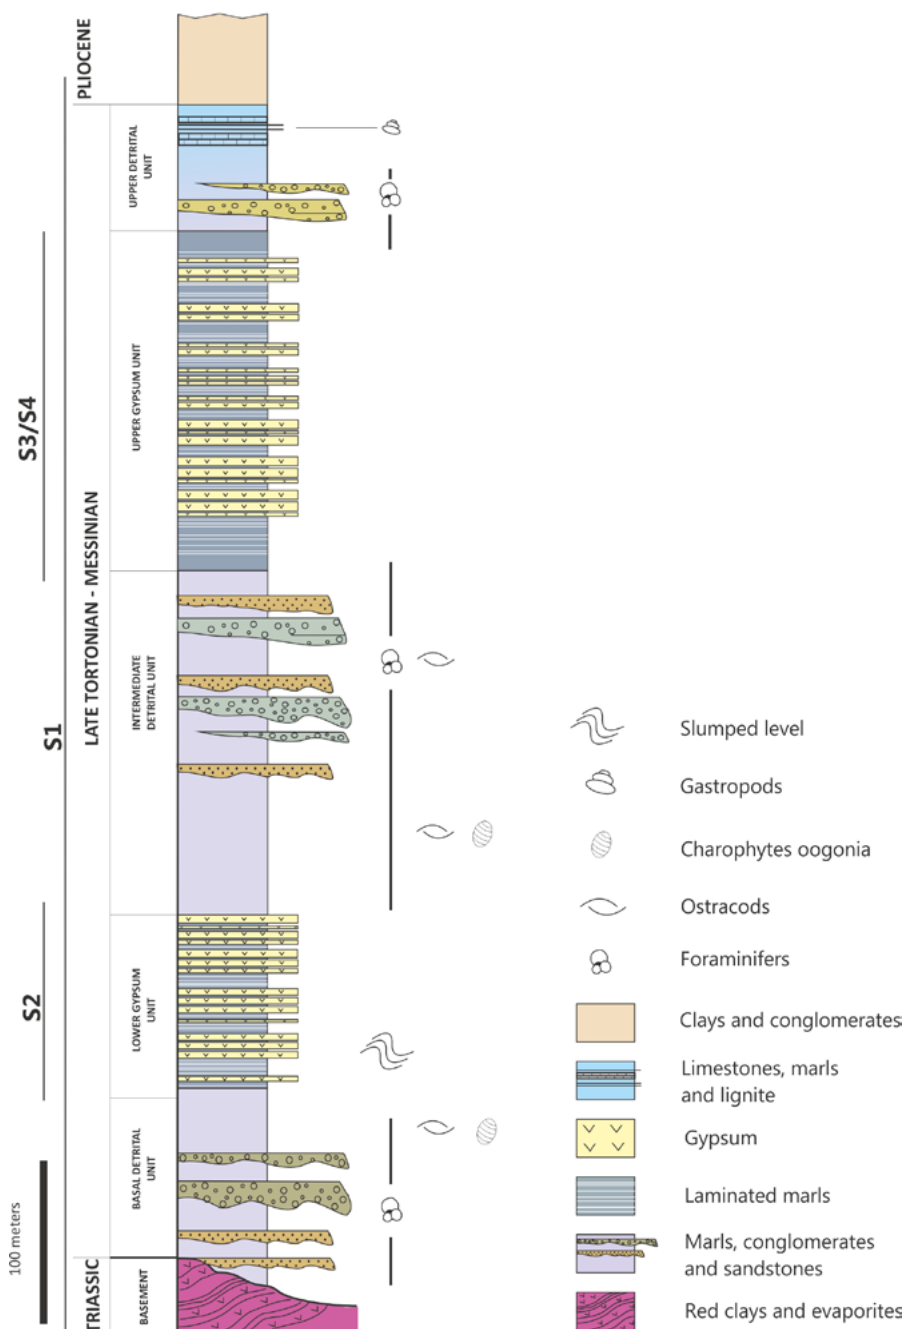 PLIOCENE
UPPER DETRITAL
UNIT
S3/S4
UPPER GYPSUM UNIT
LATE TORTONIAN - MESSINIAN
S1
INTERMEDIATE
DETRITAL UNIT
S2
LOWER GYPSUM
UNIT
BASAL DETRITAL
UNIT
100 meters
TRIASSIC
BASEMENT
Slumped level
Gastropods
Charophytes oogonia
Ostracods
Foraminifers
Clays and conglomerates
Limestones, marls
and lignite
Gypsum
Laminated marls
Marls, conglomerates
and sandstones
Red clays and evaporites